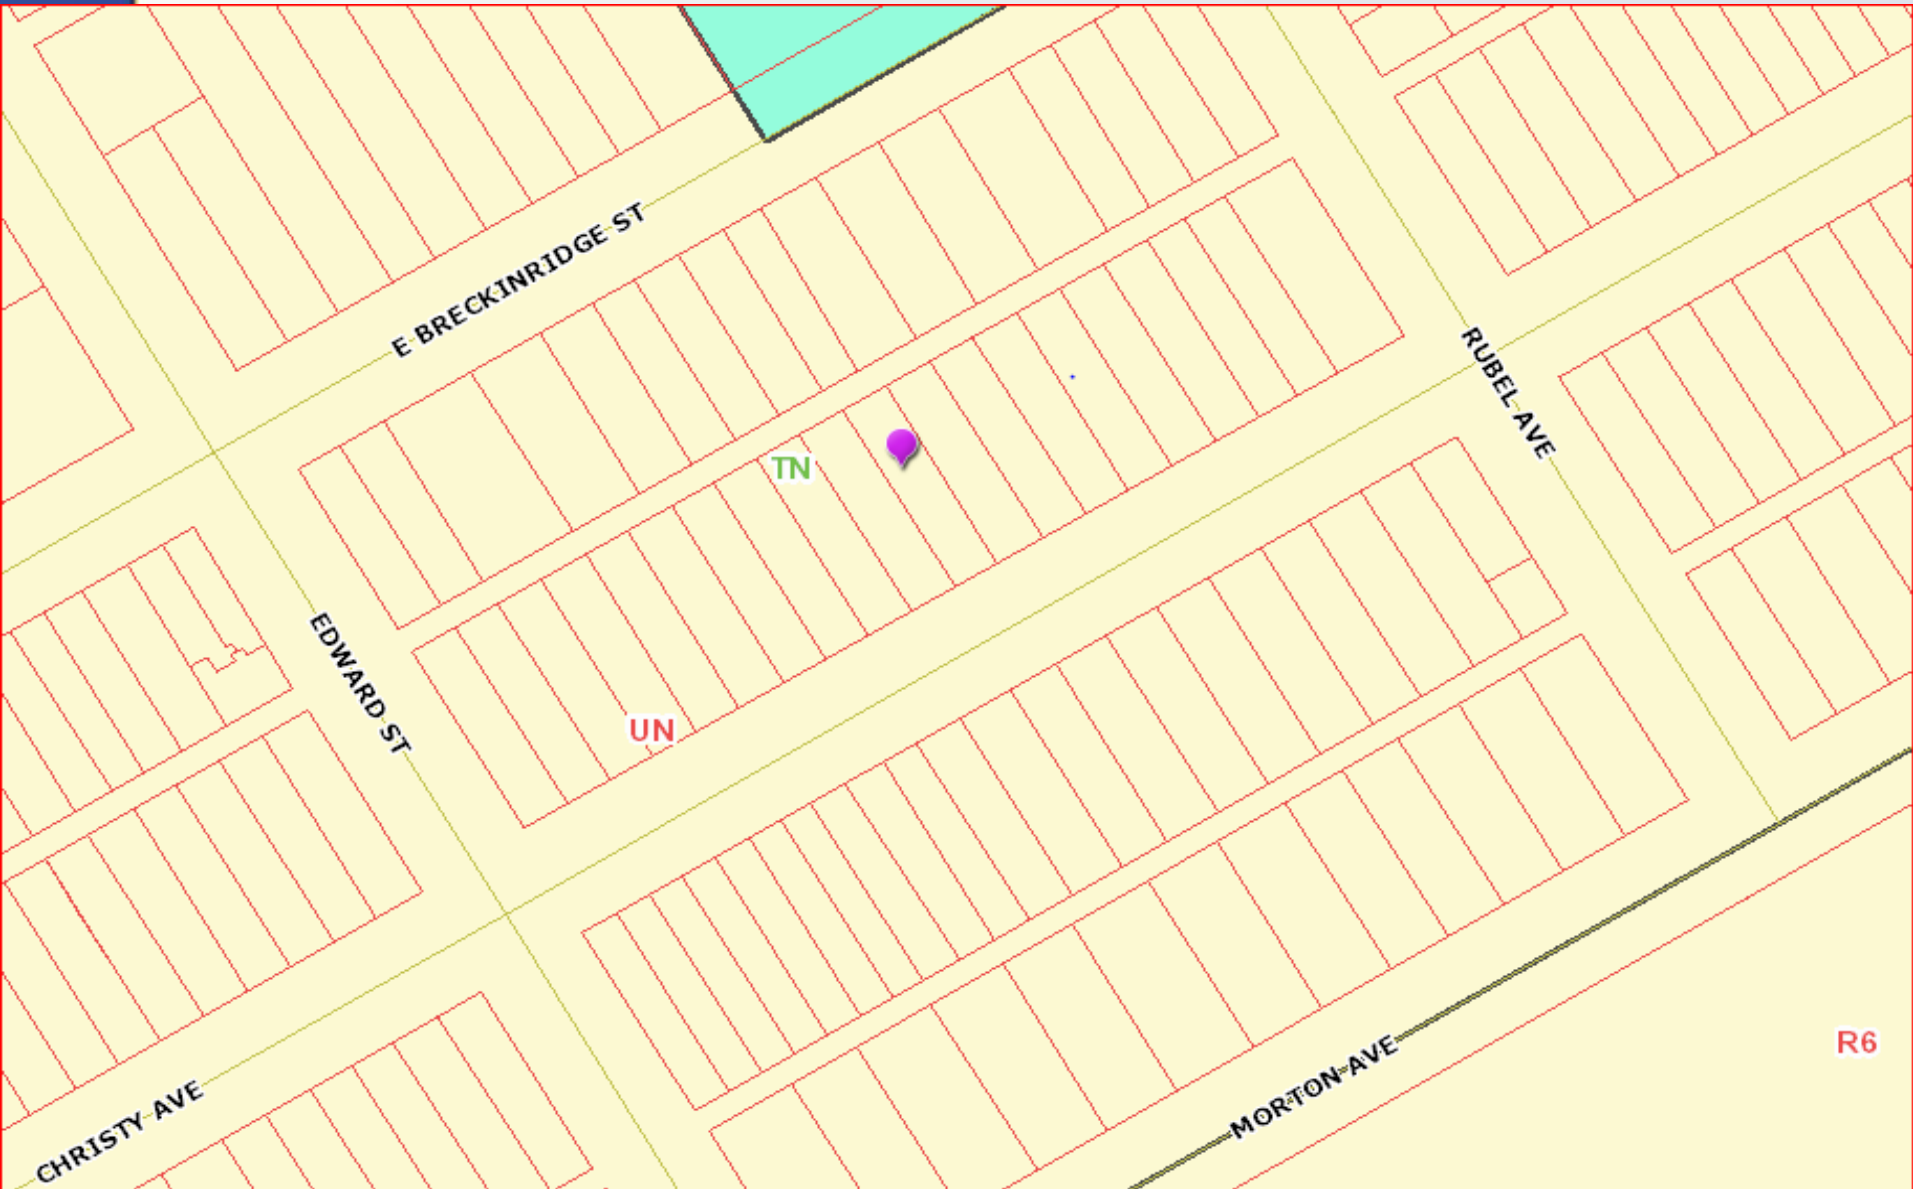 E BRECKINRIDGE ST
RUBEL AVE
TN
EDWARD ST
UN
R6
MORTON AVE
CHRISTY AVE